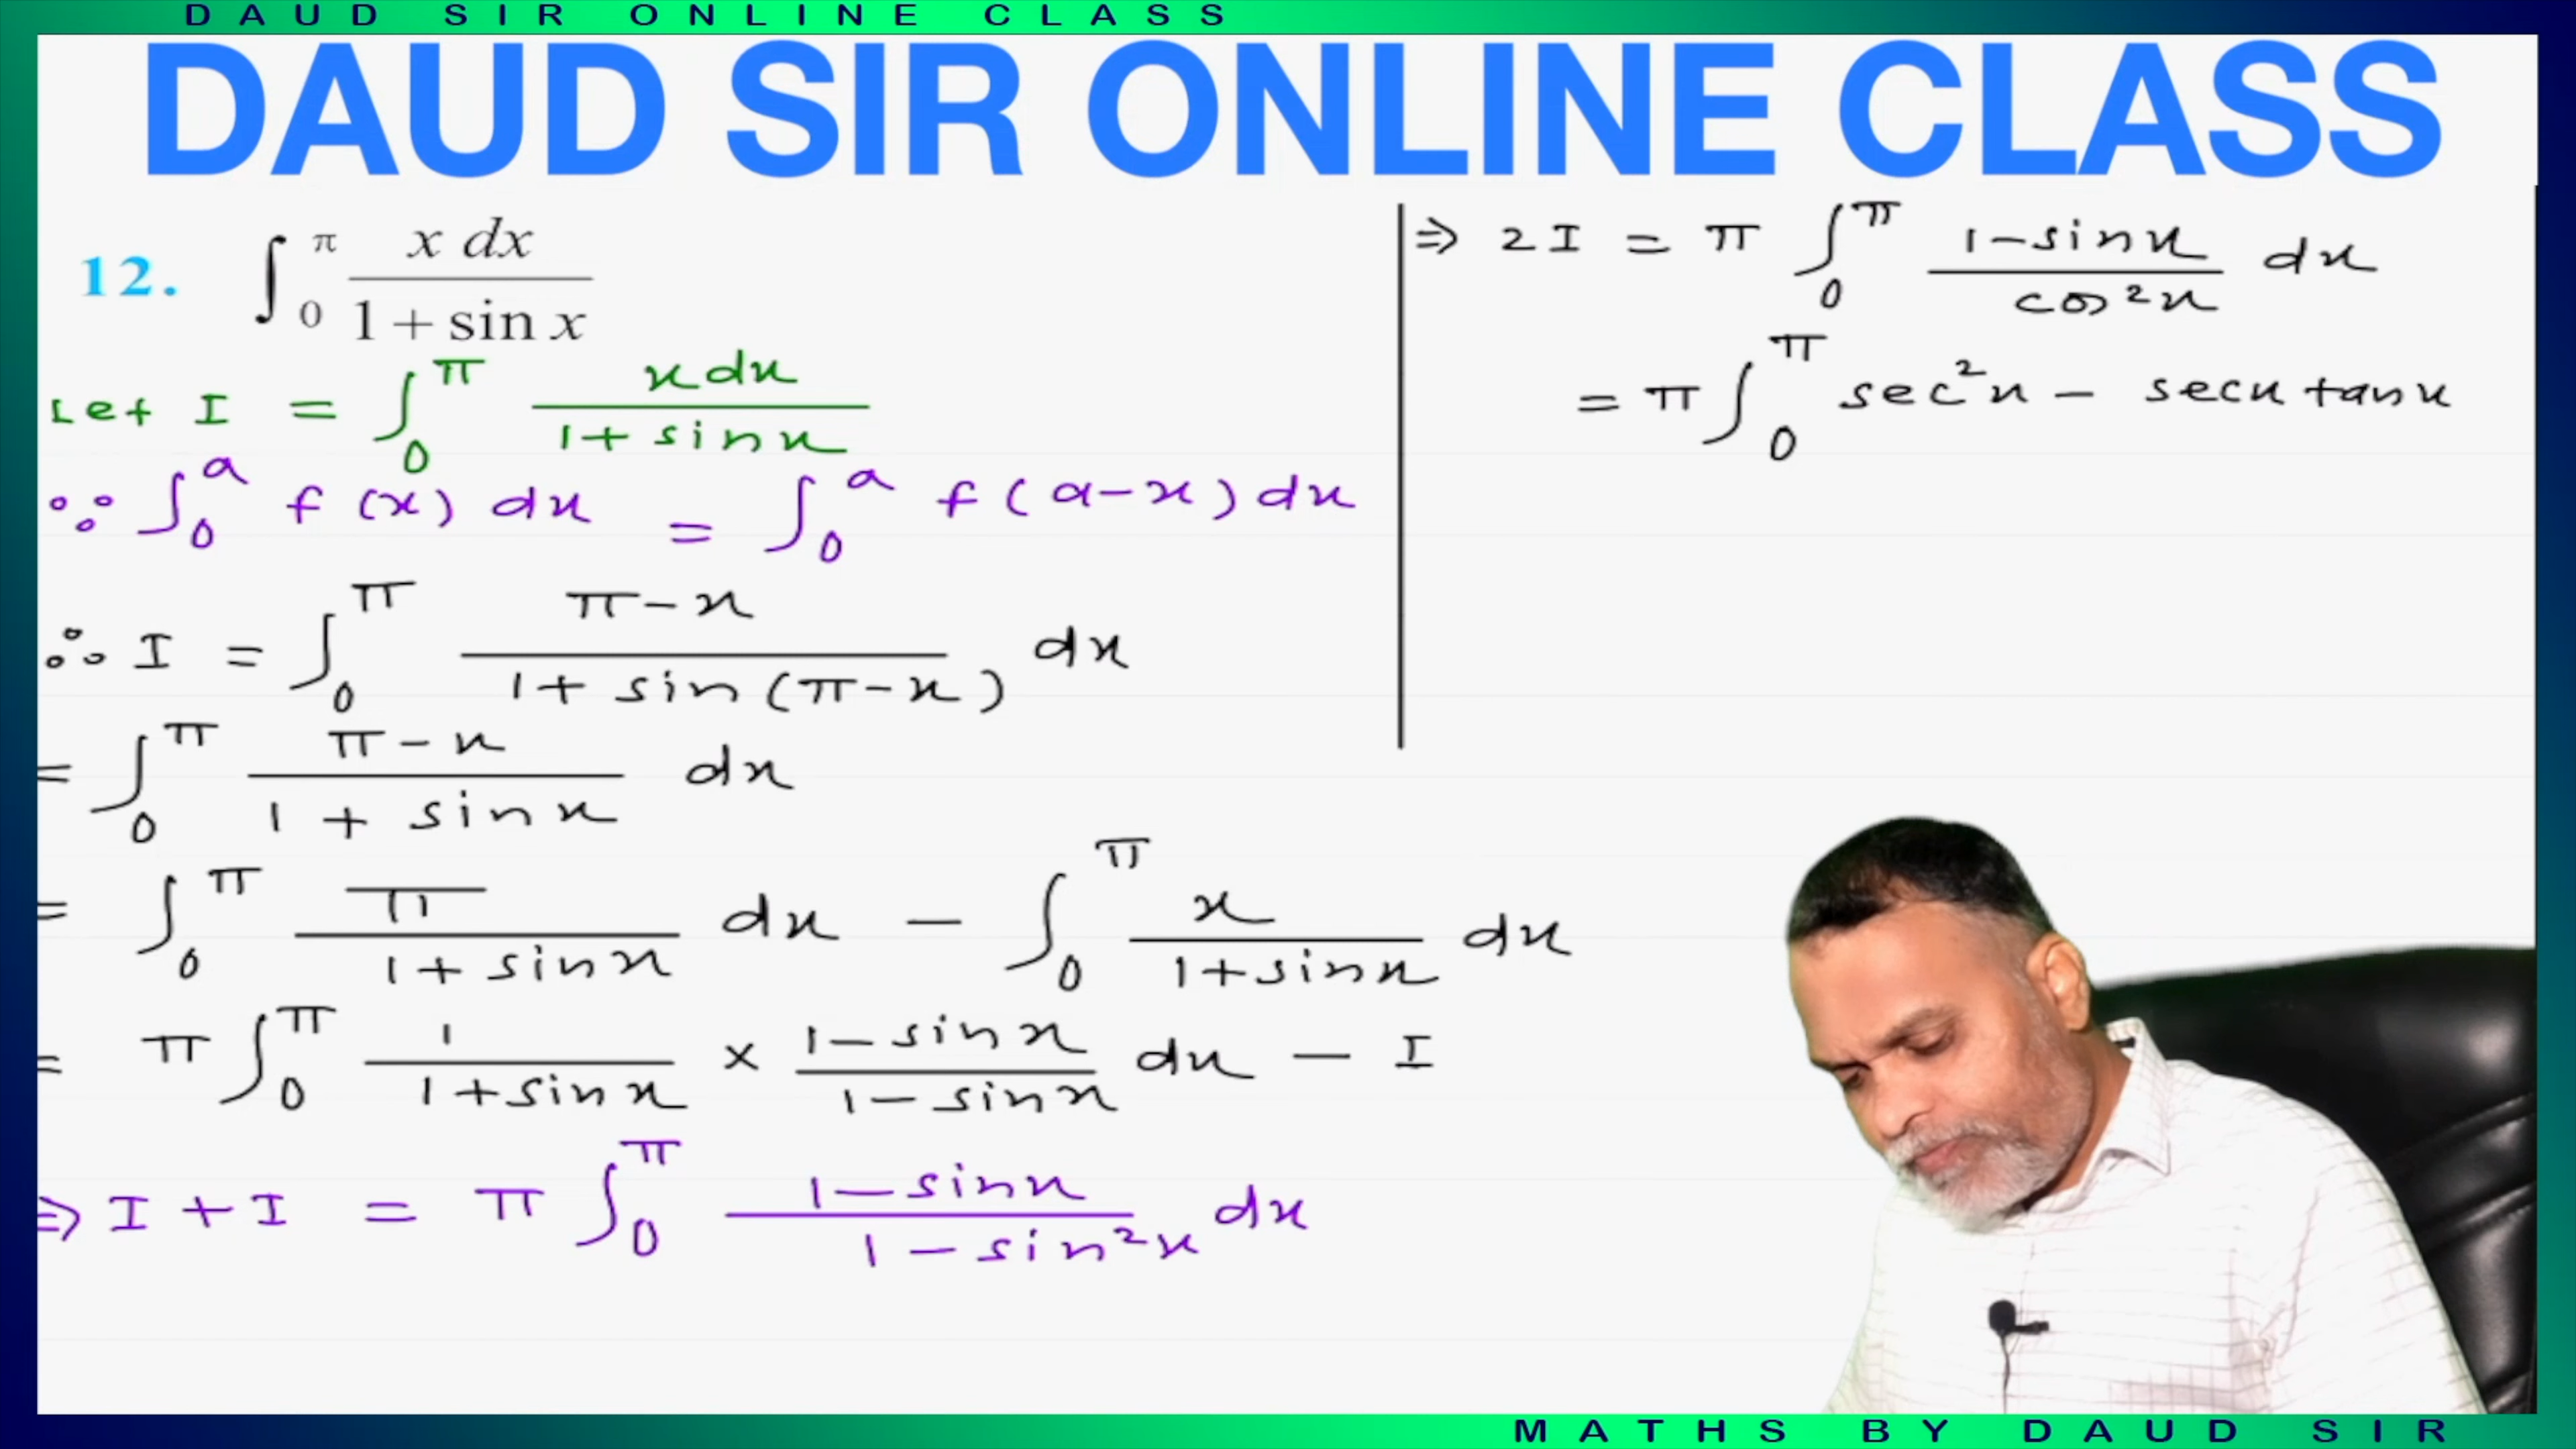 DAUD SIR ONLINE CLASS
DAUD SIR ONLINE CLASS
12. ∫₀^π x dx / (1 + sin x)
Let I = ∫₀^π x dx / (1 + sin x)
∵ ∫₀^a f(x) dx = ∫₀^a f(a-x) dx
∴ I = ∫₀^π (π-x) / (1 + sin(π-x)) dx
= ∫₀^π (π-x) / (1 + sin x) dx
= ∫₀^π π / (1 + sin x) dx - ∫₀^π x / (1 + sin x) dx
= π ∫₀^π 1 / (1 + sin x) × (1 - sin x) / (1 - sin x) dx - I
⇒ I + I = π ∫₀^π (1 - sin x) / (1 - sin²x) dx
⇒ 2I = π ∫₀^π (1 - sin x) / cos²x dx
= π ∫₀^π sec²x - sec x tan x
MATHS BY DAUD SIR